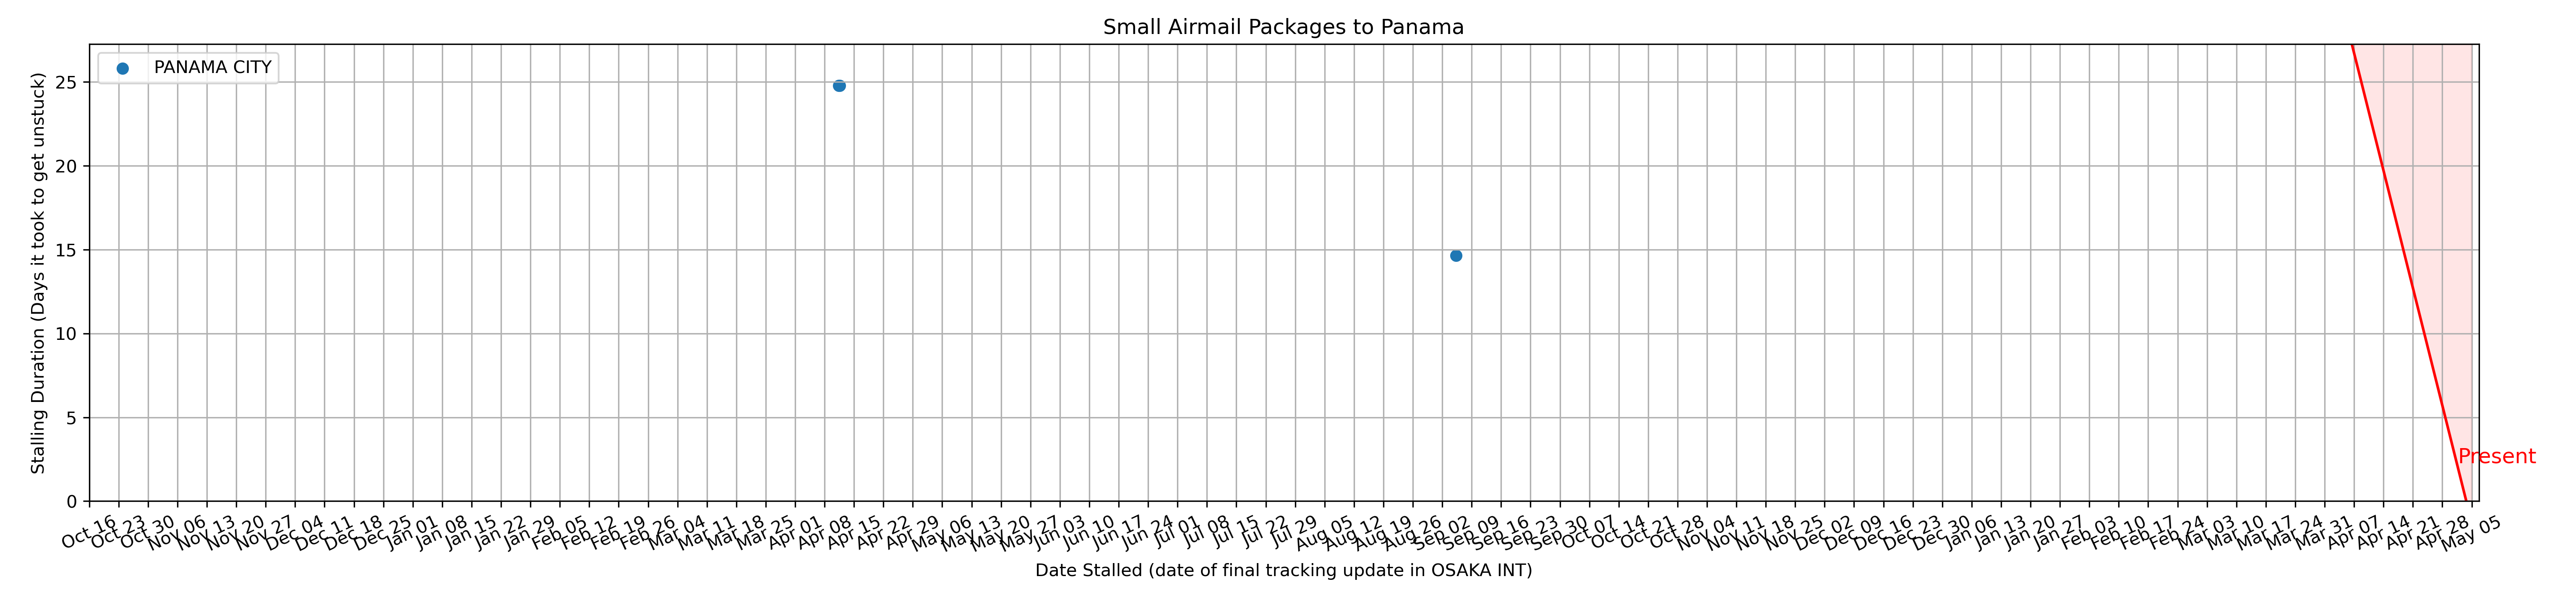 Small Airmail Packages to Panama
PANAMA CITY
Stalling Duration (Days it took to get unstuck)
25
20
15
10
5
0
Present
Oct 16 Oct 23 Oct 30 Nov 06 Nov 13 Nov 20 Nov 27 Dec 04 Dec 11 Dec 18 Dec 25 Jan 01 Jan 08 Jan 15 Jan 22 Jan 29 Feb 05 Feb 12 Feb 19 Feb 26 Mar 04 Mar 11 Mar 18 Mar 25 Apr 01 Apr 08 Apr 15 Apr 22 Apr 29 May 06 May 13 May 20 May 27 Jun 03 Jun 10 Jun 17 Jun 24 Jul 01 Jul 08 Jul 15 Jul 22 Jul 29 Aug 05 Aug 12 Aug 19 Aug 26 Sep 02 Sep 09 Sep 16 Sep 23 Sep 30 Oct 07 Oct 14 Oct 21 Oct 28 Nov 04 Nov 11 Nov 18 Nov 25 Dec 02 Dec 09 Dec 16 Dec 23 Dec 30 Jan 06 Jan 13 Jan 20 Jan 27 Feb 03 Feb 10 Feb 17 Feb 24 Mar 03 Mar 10 Mar 17 Mar 24 Mar 31 Apr 07 Apr 14 Apr 21 Apr 28 May 05
Date Stalled (date of final tracking update in OSAKA INT)